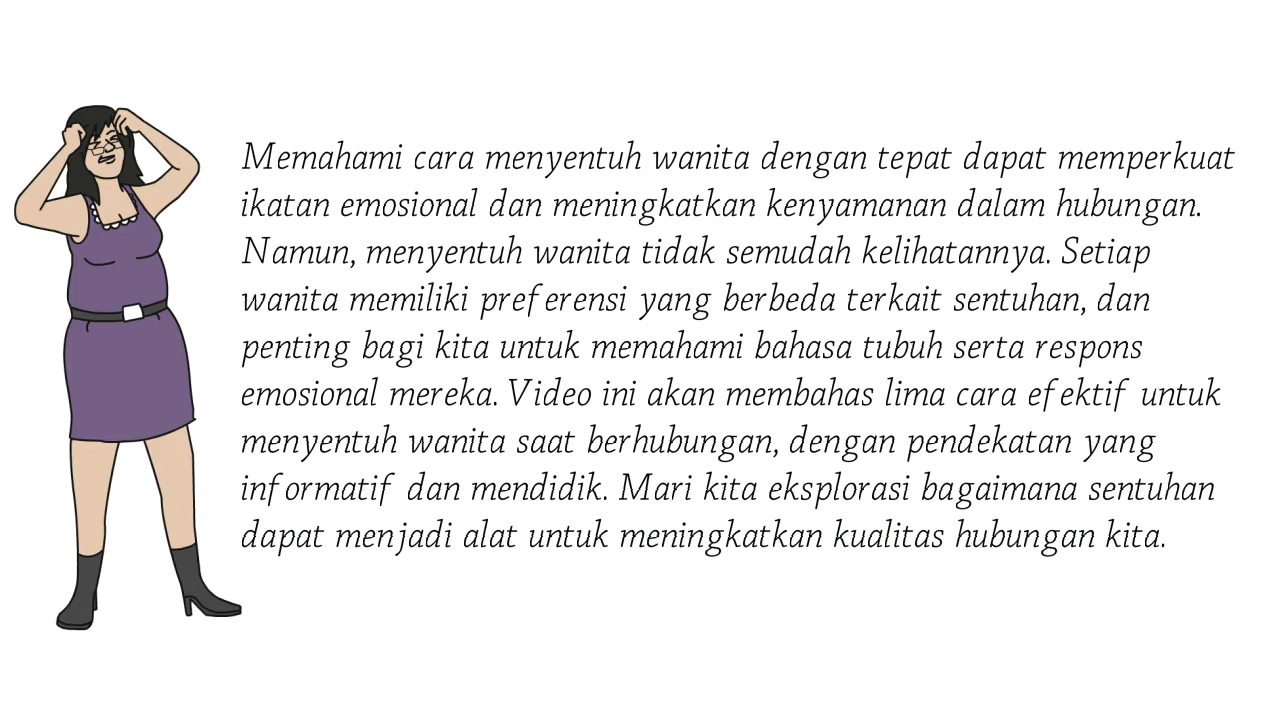 Memahami cara menyentuh wanita dengan tepat dapat memperkuat
ikatan emosional dan meningkatkan kenyamanan dalam hubungan.
Namun, menyentuh wanita tidak semudah kelihatannya. Setiap
wanita memiliki preferensi yang berbeda terkait sentuhan, dan
penting bagi kita untuk memahami bahasa tubuh serta respons
emosional mereka. Video ini akan membahas lima cara efektif untuk
menyentuh wanita saat berhubungan, dengan pendekatan yang
informatif dan mendidik. Mari kita eksplorasi bagaimana sentuhan
dapat menjadi alat untuk meningkatkan kualitas hubungan kita.